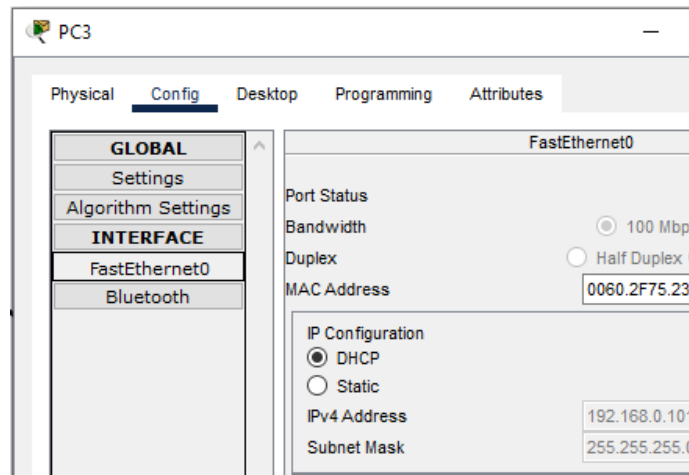 PC3
Physical Config Desktop Programming Attributes
GLOBAL
Settings
Algorithm Settings
INTERFACE
FastEthernet0
Bluetooth
FastEthernet0
Port Status
Bandwidth 100 Mbp
Duplex Half Duplex
MAC Address 0060.2F75.23
IP Configuration
DHCP
Static
IPv4 Address 192.168.0.101
Subnet Mask 255.255.255.0